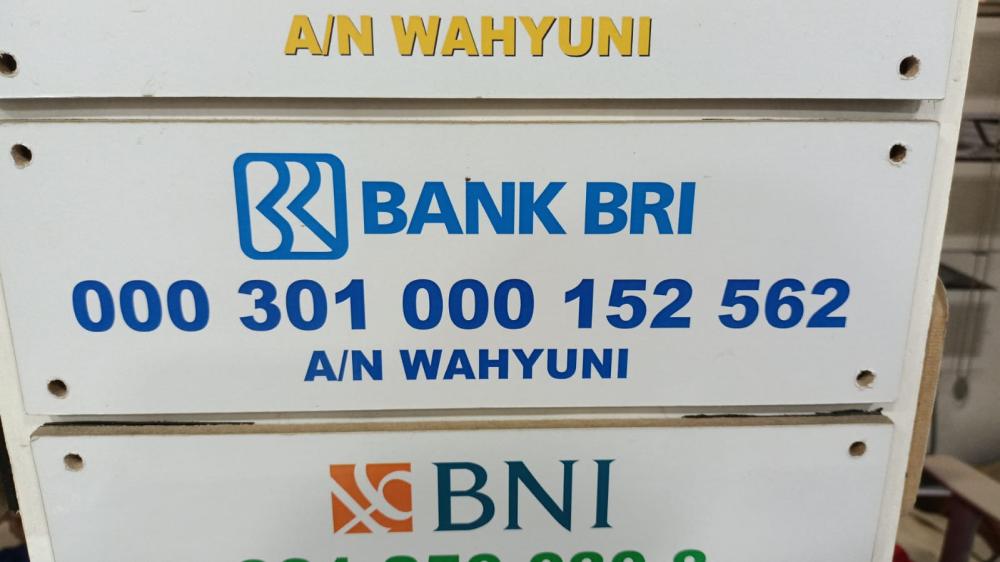 A/N WAHYUNI
BANK BRI
000 301 000 152 562
A/N WAHYUNI
BNI